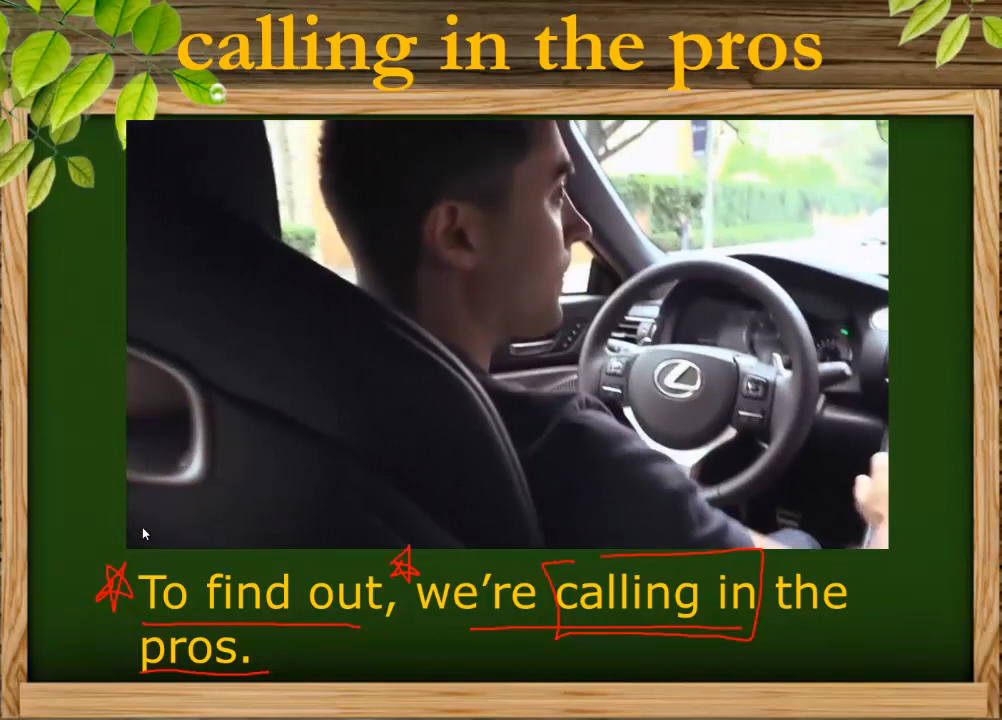 calling in the pros
To find out, we’re calling in the
pros.